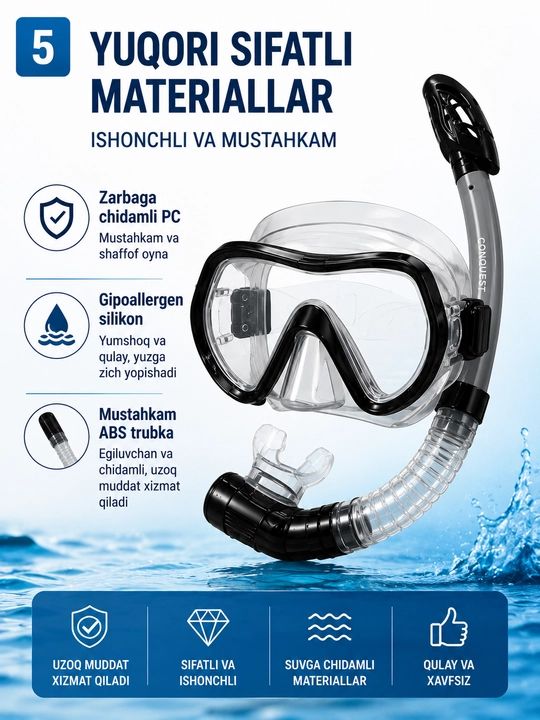 5
YUQORI SIFATLI
MATERIALLAR
ISHONCHLI VA MUSTAHKAM
Zarbaga
chidamli PC
Mustahkam va
shaffof oyna
Gipoallergen
silikon
Yumshoq va
qulay, yuzga
zich yopishadi
Mustahkam
ABS trubka
Egiluvchan va
chidamli, uzoq
muddat xizmat
qiladi
CONQUEST
UZOQ MUDDAT
XIZMAT QILADI
SIFATLI VA
ISHONCHLI
SUVGA CHIDAMLI
MATERIALLAR
QULAY VA
XAVFSIZ